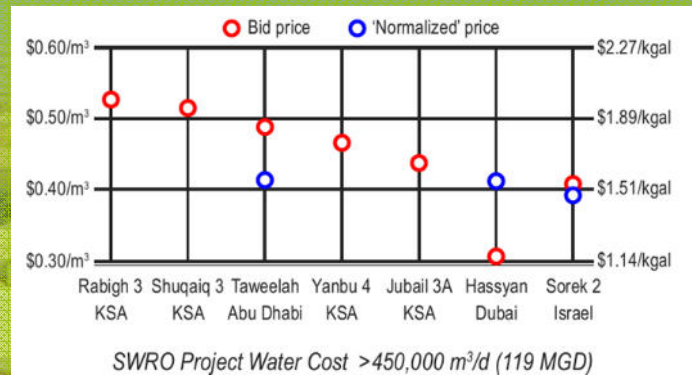 Bid price 'Normalized' price
$0.60/m³ $2.27/kgal
$0.50/m³ $1.89/kgal
$0.40/m³ $1.51/kgal
$0.30/m³ $1.14/kgal
Rabigh 3 Shuqaiq 3 Taweelah Yanbu 4 Jubail 3A Hassyan Sorek 2
KSA KSA Abu Dhabi KSA KSA Dubai Israel
SWRO Project Water Cost >450,000 m³/d (119 MGD)